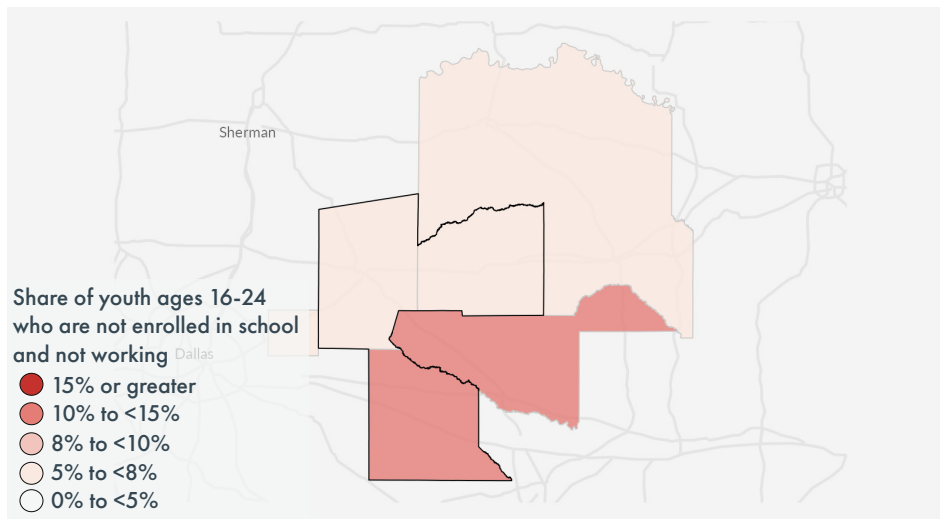 Sherman
Share of youth ages 16-24
who are not enrolled in school
and not working
Dallas
15% or greater
10% to <15%
8% to <10%
5% to <8%
0% to <5%